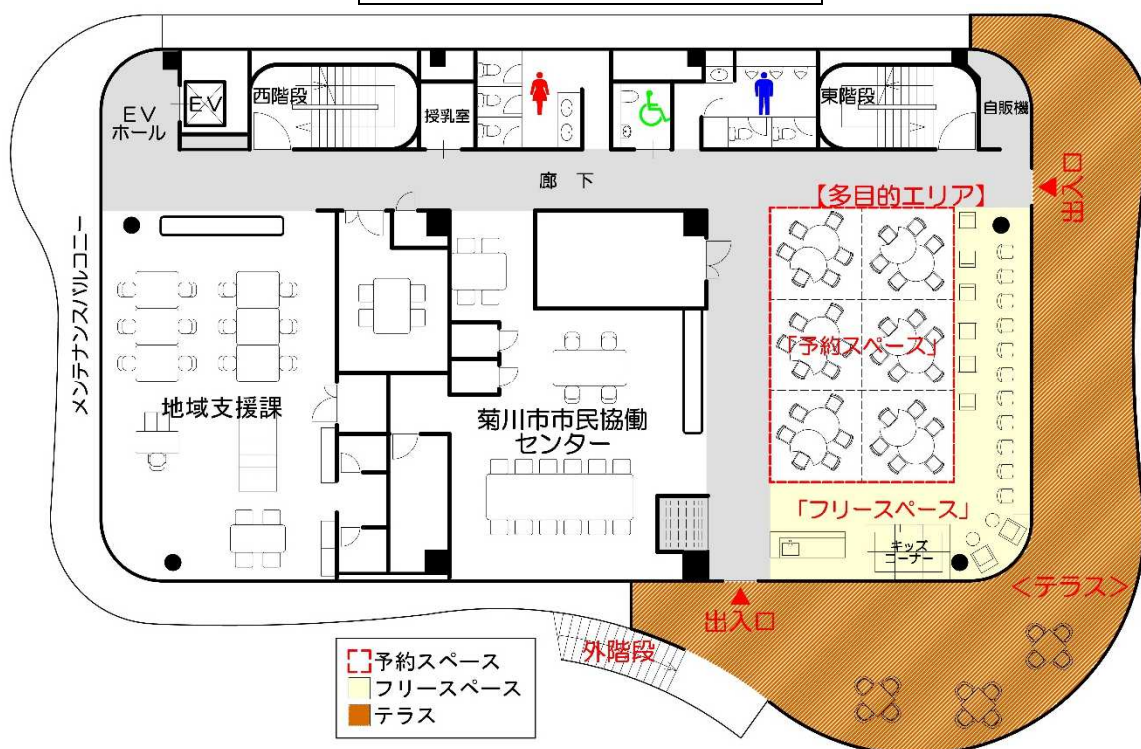 EV
西階段
東階段
EV
ホール
授乳室
自販機
廊 下
【多目的エリア】
出入口
メンテナンスバルコニー
「予約スペース」
地域支援課
菊川市市民協働
センター
「フリースペース」
キッズ
コーナー
<テラス>
出入口
外階段
予約スペース
フリースペース
テラス